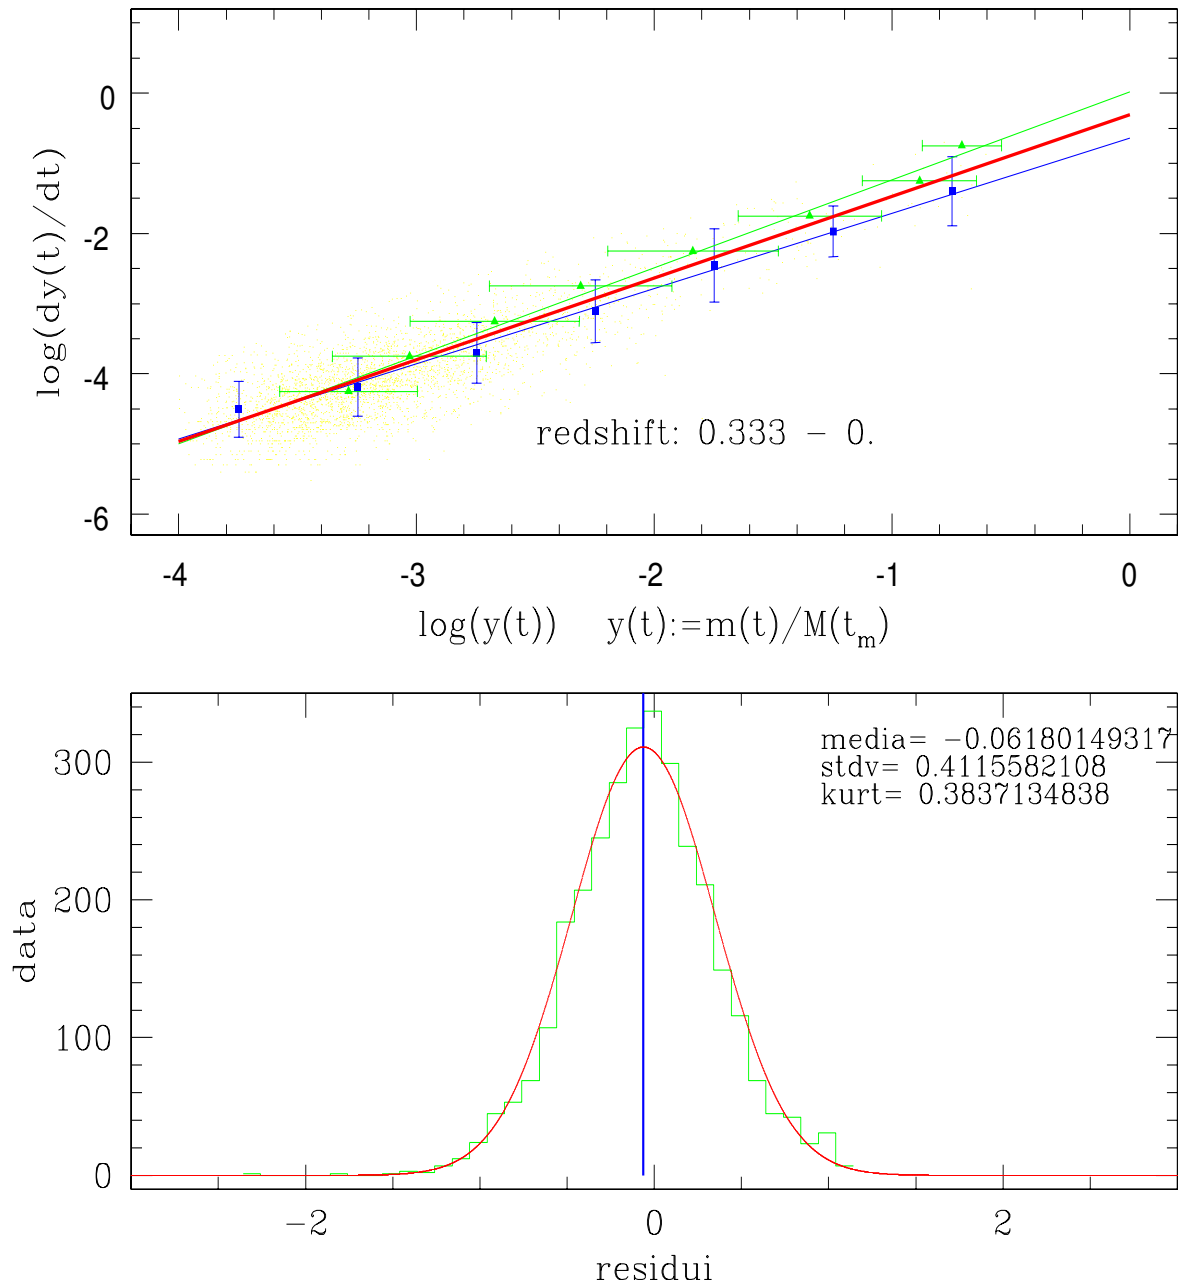 0
-2
-4
-6
log(dy(t)/dt)
redshift: 0.333 − 0.
-4 -3 -2 -1 0
log(y(t)) y(t):=m(t)/M(t_m)
media= −0.06180149317
stdv= 0.4115582108
kurt= 0.3837134838
300
200
100
0
data
−2 0 2
residui